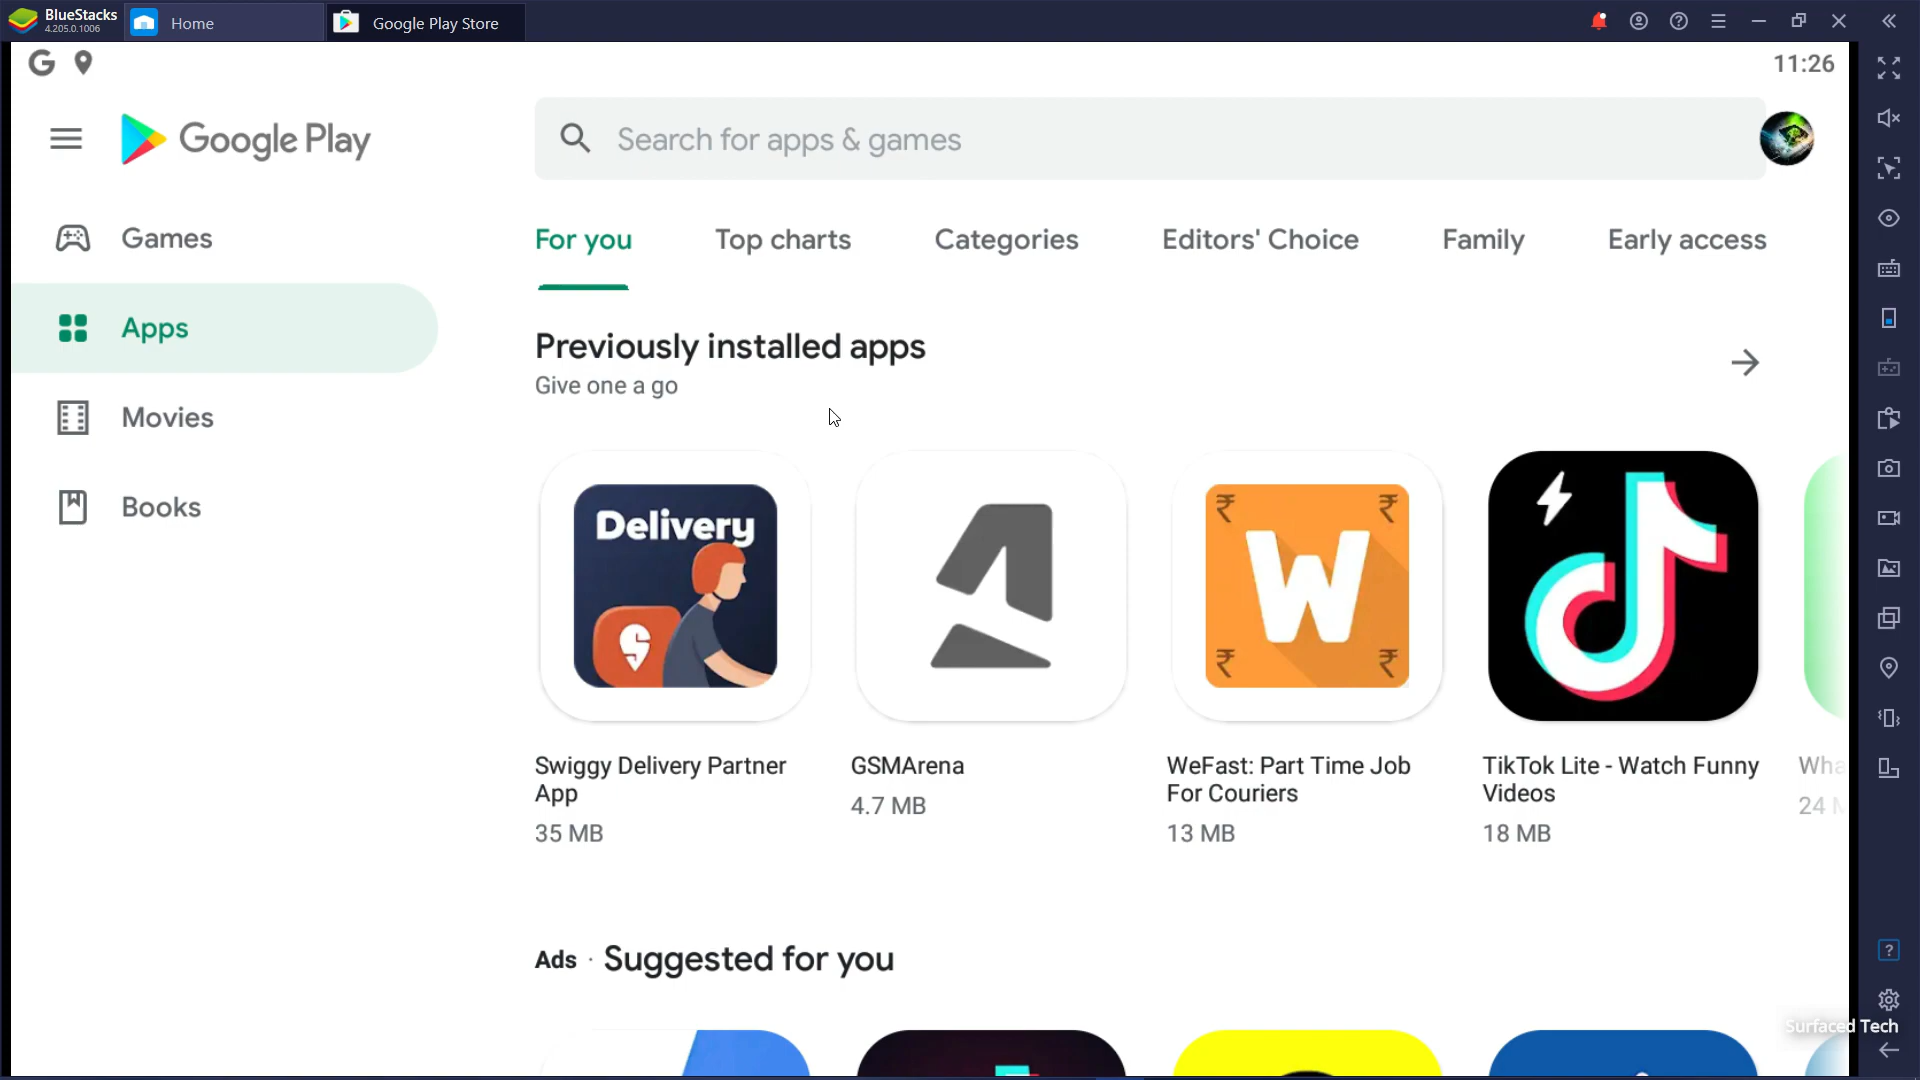 BlueStacks
4.205.0.1006
Home
Google Play Store
11:26
Google Play
Search for apps & games
Games
Apps
Movies
Books
For you
Top charts
Categories
Editors' Choice
Family
Early access
Previously installed apps
Give one a go
Delivery
W
₹ ₹
₹ ₹
Swiggy Delivery Partner
App
35 MB
GSMArena
4.7 MB
WeFast: Part Time Job
For Couriers
13 MB
TikTok Lite - Watch Funny
Videos
18 MB
Wha
24 M
Ads · Suggested for you
Surfaced Tech